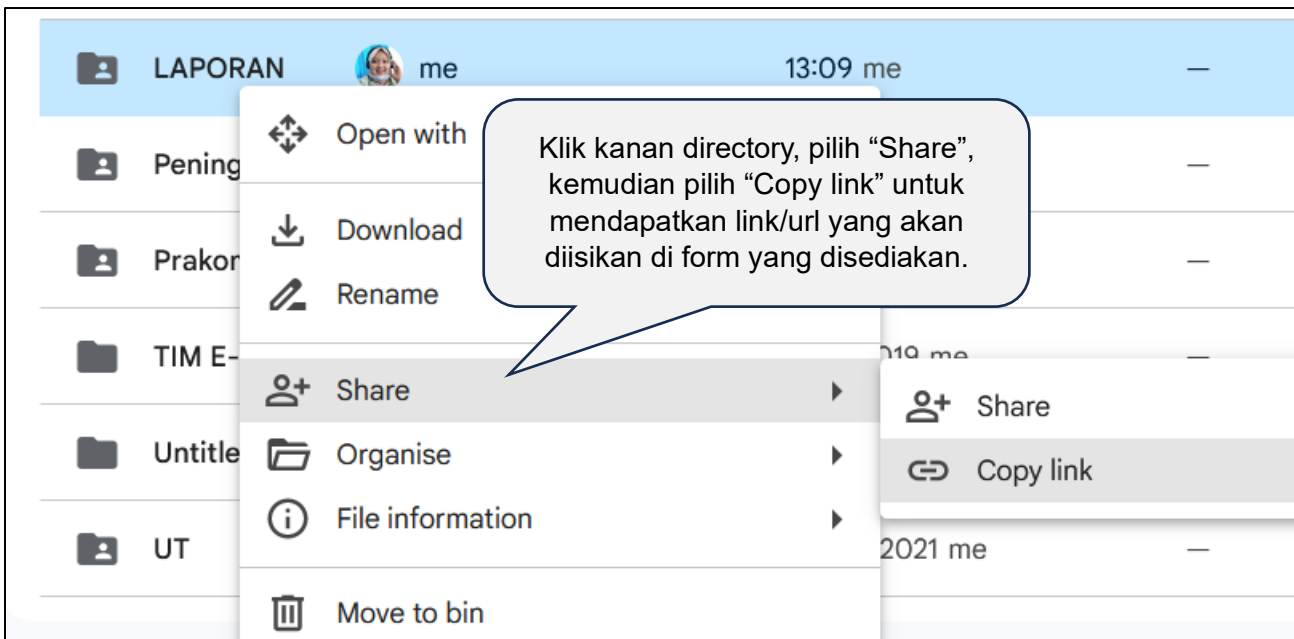 LAPORAN me 13:09 me —
Open with
Klik kanan directory, pilih “Share”,
kemudian pilih “Copy link” untuk
mendapatkan link/url yang akan
diisikan di form yang disediakan.
Pening —
Download
Prakor —
Rename
TIM E- 019 me —
Share
Share
Untitle
Organise
Copy link
File information
UT 2021 me —
Move to bin